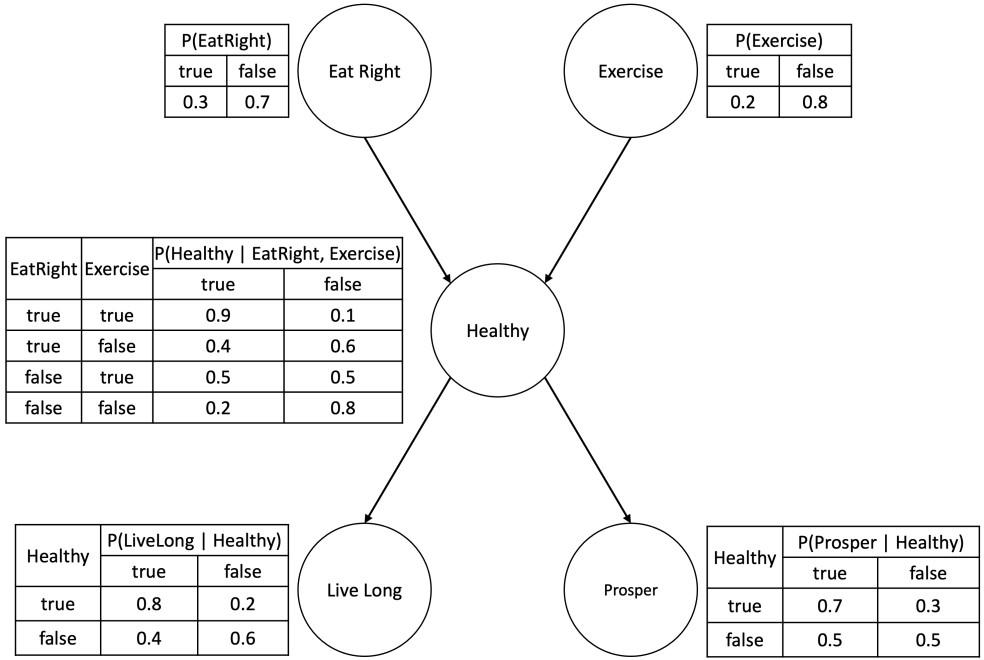 P(EatRight)
true false
0.3 0.7
Eat Right
Exercise
P(Exercise)
true false
0.2 0.8
EatRight Exercise P(Healthy | EatRight, Exercise)
true false
true true 0.9 0.1
true false 0.4 0.6
false true 0.5 0.5
false false 0.2 0.8
Healthy
Healthy P(LiveLong | Healthy)
true false
true 0.8 0.2
false 0.4 0.6
Live Long
Prosper
Healthy P(Prosper | Healthy)
true false
true 0.7 0.3
false 0.5 0.5